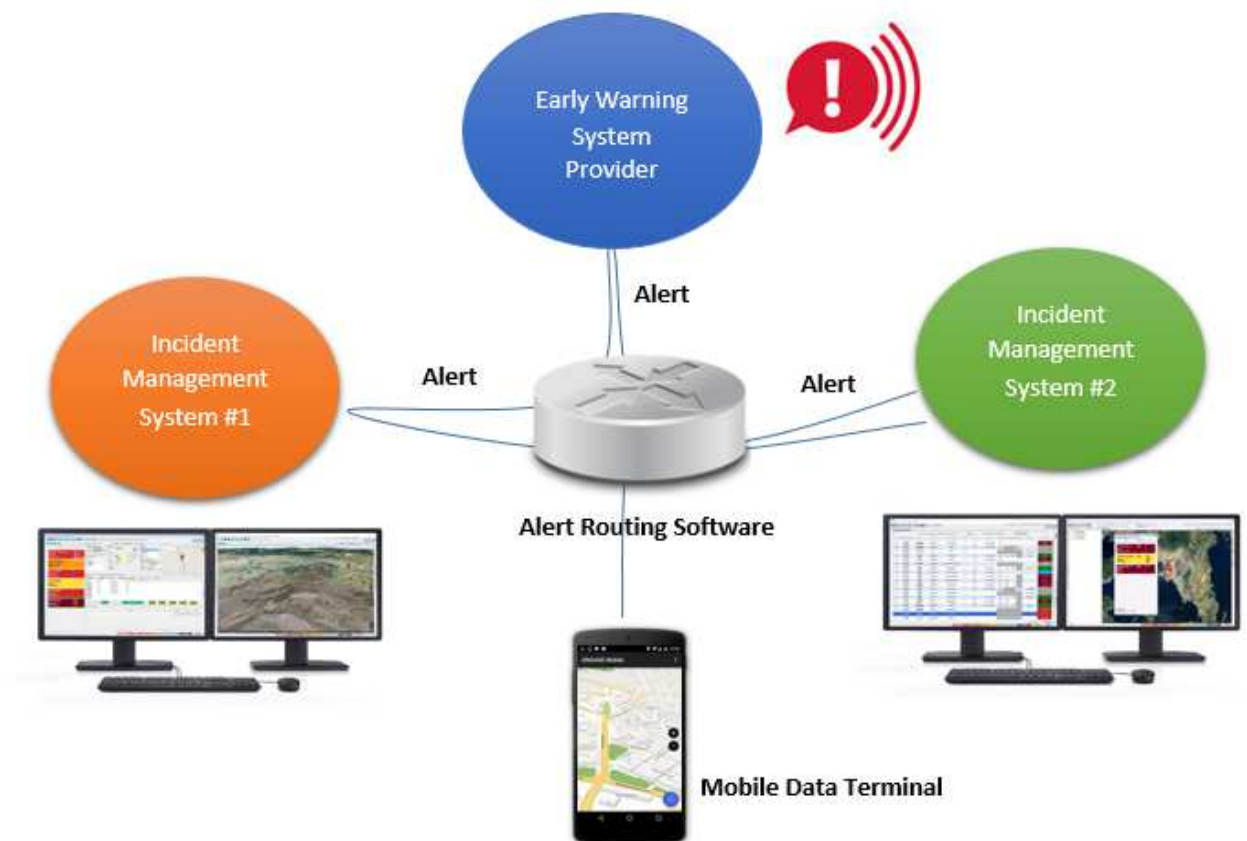 Early Warning
System
Provider
Alert
Incident
Management
System #1
Alert
Alert
Incident
Management
System #2
Alert Routing Software
Mobile Data Terminal